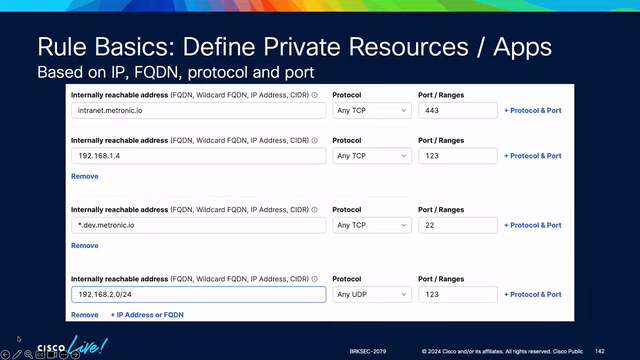 Rule Basics: Define Private Resources / Apps
Based on IP, FQDN, protocol and port
Internally reachable address (FQDN, Wildcard FQDN, IP Address, CIDR) Protocol Port / Ranges
intranet.metronic.io Any TCP 443 + Protocol & Port
Internally reachable address (FQDN, Wildcard FQDN, IP Address, CIDR) Protocol Port / Ranges
192.168.1.4 Any TCP 123 + Protocol & Port
Remove
Internally reachable address (FQDN, Wildcard FQDN, IP Address, CIDR) Protocol Port / Ranges
*.dev.metronic.io Any TCP 22 + Protocol & Port
Remove
Internally reachable address (FQDN, Wildcard FQDN, IP Address, CIDR) Protocol Port / Ranges
192.168.2.0/24 Any UDP 123 + Protocol & Port
Remove + IP Address or FQDN
CISCO Live! BRKSEC-2079 © 2024 Cisco and/or its affiliates. All rights reserved. Cisco Public 142